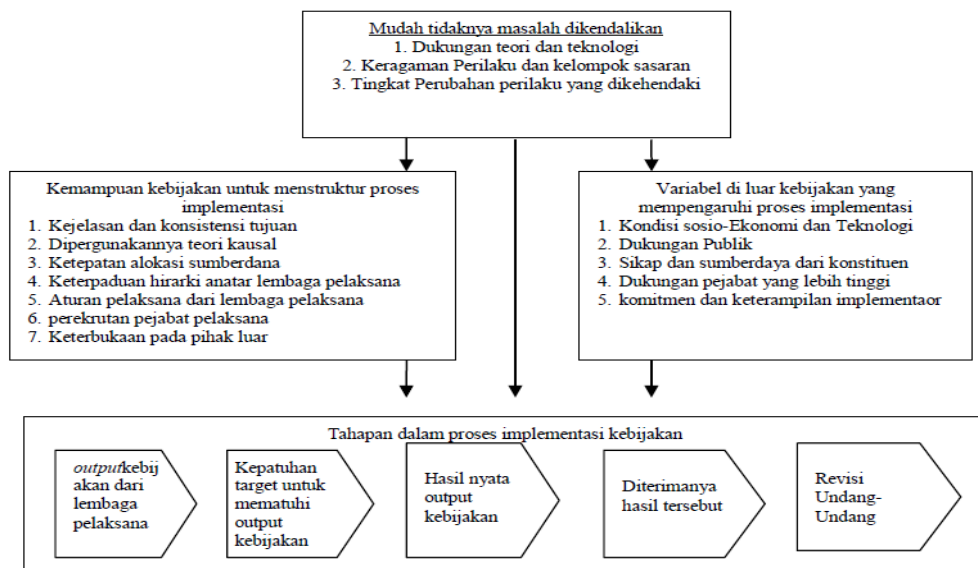 Mudah tidaknya masalah dikendalikan
1. Dukungan teori dan teknologi
2. Keragaman Perilaku dan kelompok sasaran
3. Tingkat Perubahan perilaku yang dikehendaki
Kemampuan kebijakan untuk menstruktur proses
implementasi
1. Kejelasan dan konsistensi tujuan
2. Dipergunakannya teori kausal
3. Ketepatan alokasi sumberdana
4. Keterpaduan hirarki anatar lembaga pelaksana
5. Aturan pelaksana dari lembaga pelaksana
6. perekrutan pejabat pelaksana
7. Keterbukaan pada pihak luar
Variabel di luar kebijakan yang
mempengaruhi proses implementasi
1. Kondisi sosio-Ekonomi dan Teknologi
2. Dukungan Publik
3. Sikap dan sumberdaya dari konstituen
4. Dukungan pejabat yang lebih tinggi
5. komitmen dan keterampilan implementaor
Tahapan dalam proses implementasi kebijakan
outputkebij
akan dari
lembaga
pelaksana
Kepatuhan
target untuk
mematuhi
output
kebijakan
Hasil nyata
output
kebijakan
Diterimanya
hasil tersebut
Revisi
Undang-
Undang